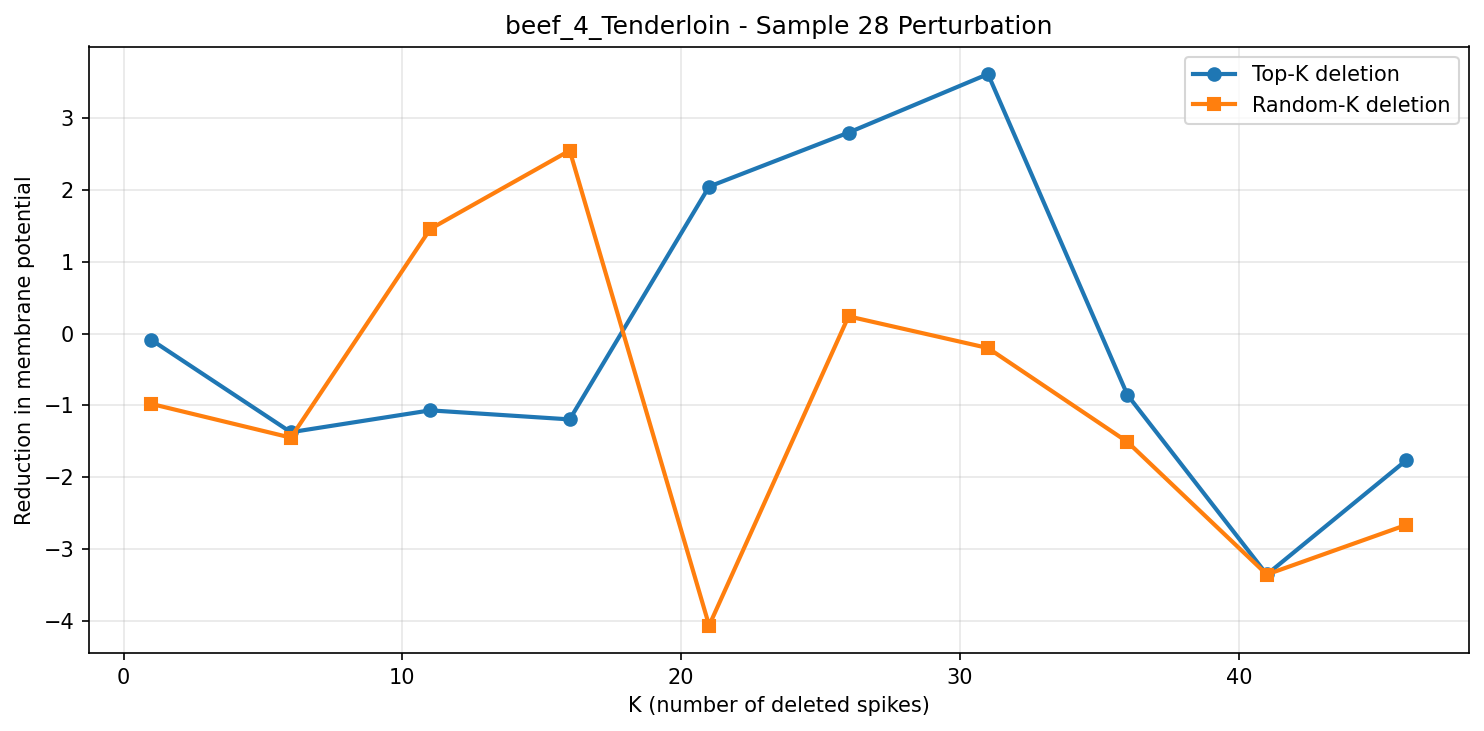 beef_4_Tenderloin - Sample 28 Perturbation
Top-K deletion
Random-K deletion
Reduction in membrane potential
3
2
1
0
−1
−2
−3
−4
0
10
20
30
40
K (number of deleted spikes)